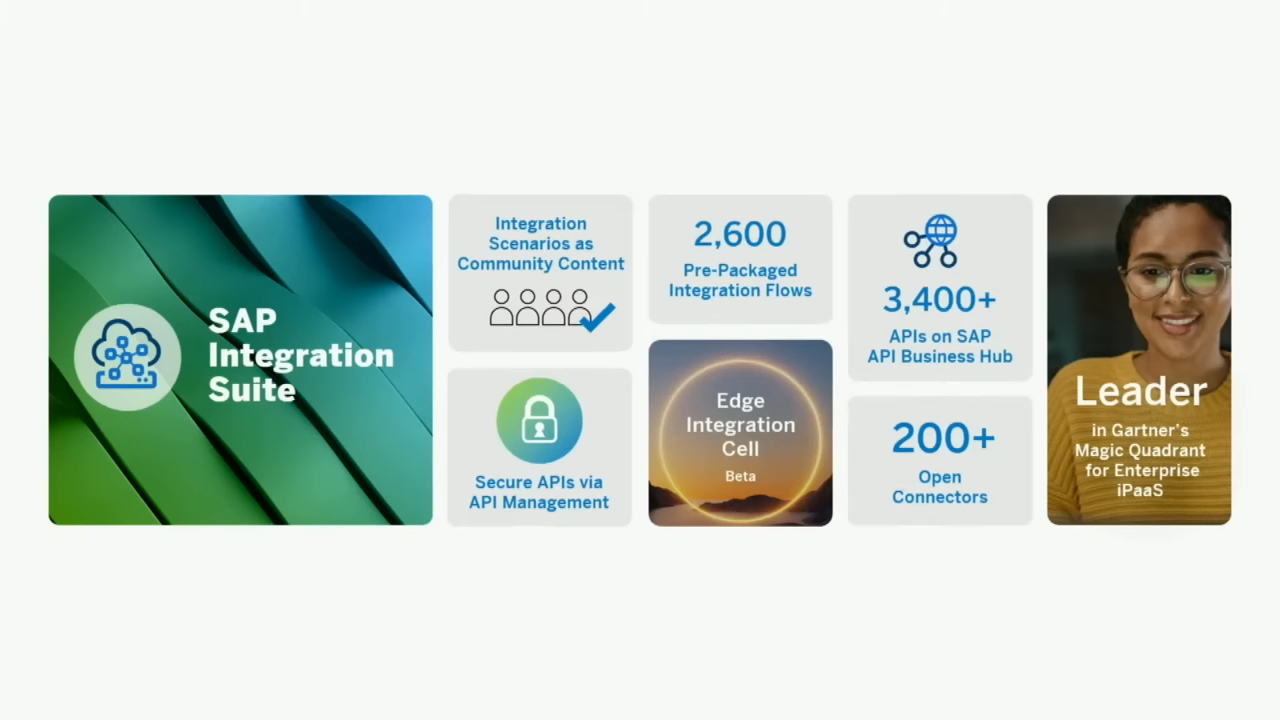 SAP
Integration
Suite
Integration
Scenarios as
Community Content
Secure APIs via
API Management
2,600
Pre-Packaged
Integration Flows
Edge
Integration
Cell
Beta
3,400+
APIs on SAP
API Business Hub
200+
Open
Connectors
Leader
in Gartner's
Magic Quadrant
for Enterprise
iPaaS